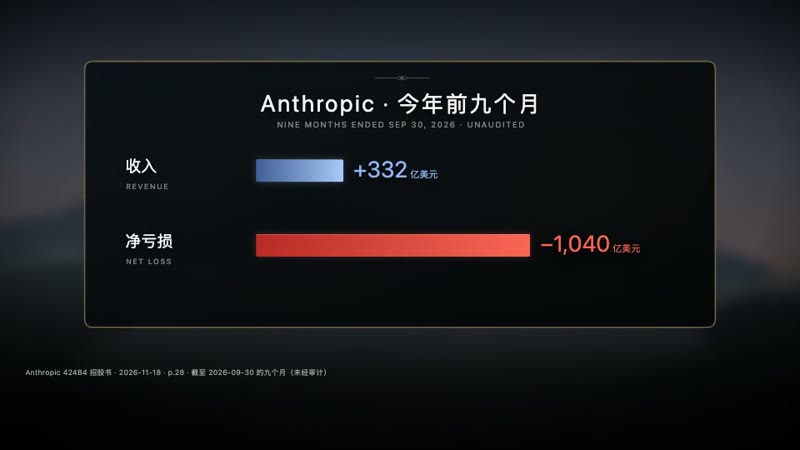 Anthropic · 今年前九个月
NINE MONTHS ENDED SEP 30, 2026 · UNAUDITED
收入
REVENUE
+332 亿美元
净亏损
NET LOSS
−1,040 亿美元
Anthropic 424B4 招股书 · 2026-11-18 · p.28 · 截至 2026-09-30 的九个月（未经审计）